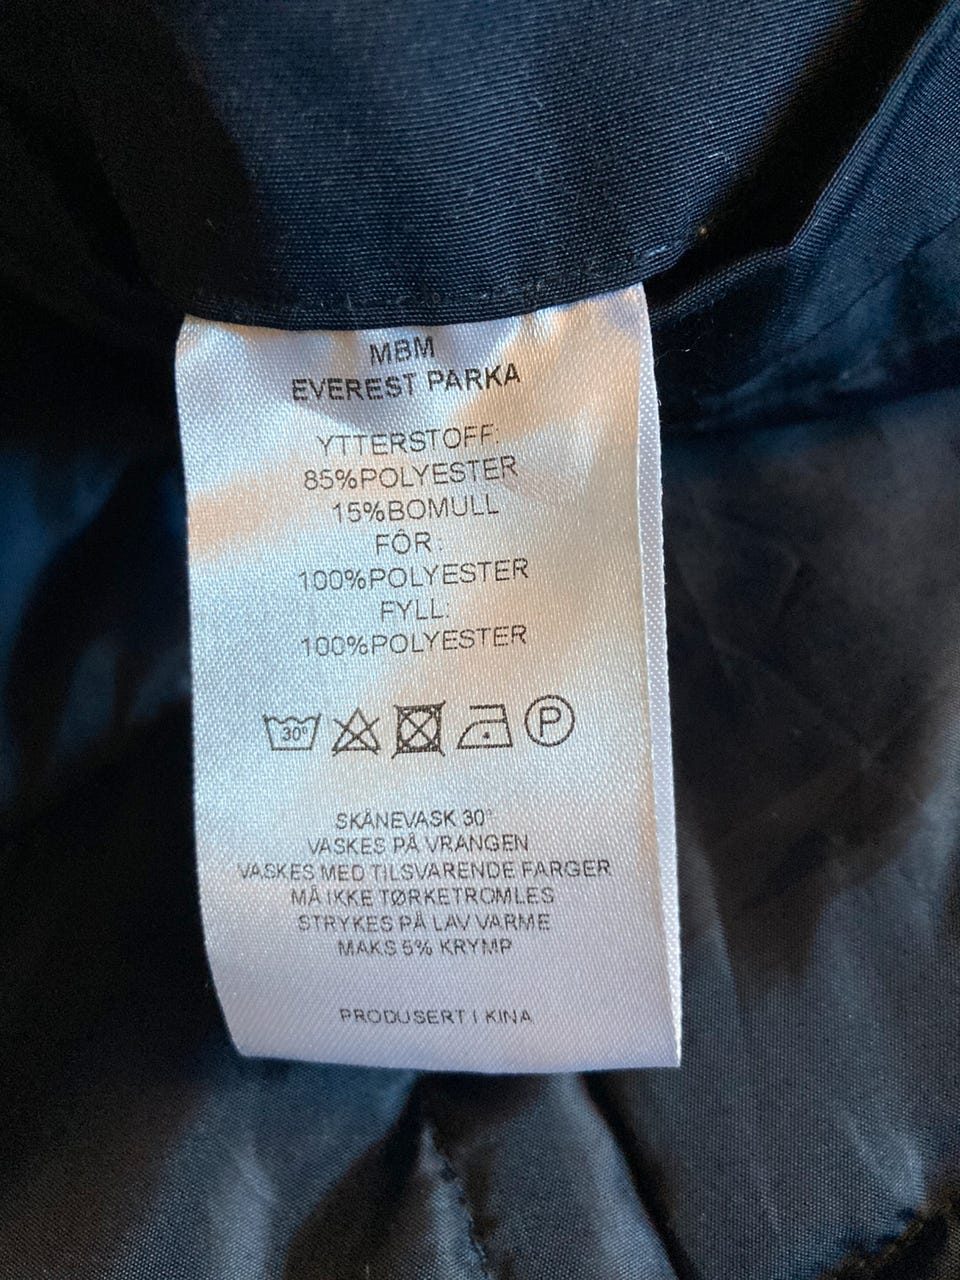 MBM
EVEREST PARKA
YTTERSTOFF:
85%POLYESTER
15%BOMULL
FÔR:
100%POLYESTER
FYLL:
100%POLYESTER
30° P
SKÅNEVASK 30°
VASKES PÅ VRANGEN
VASKES MED TILSVARENDE FARGER
MÅ IKKE TØRKETROMLES
STRYKES PÅ LAV VARME
MAKS 5% KRYMP
PRODUSERT I KINA